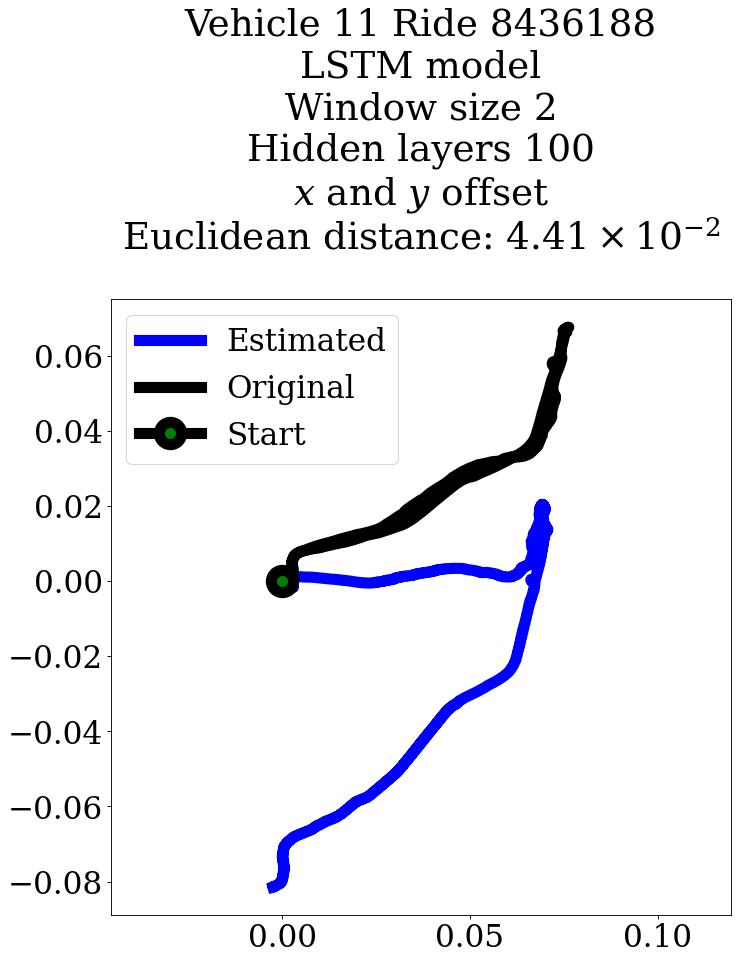 Vehicle 11 Ride 8436188
LSTM model
Window size 2
Hidden layers 100
x and y offset
Euclidean distance: 4.41 × 10⁻²
Estimated
Original
Start
0.06
0.04
0.02
0.00
−0.02
−0.04
−0.06
−0.08
0.00 0.05 0.10